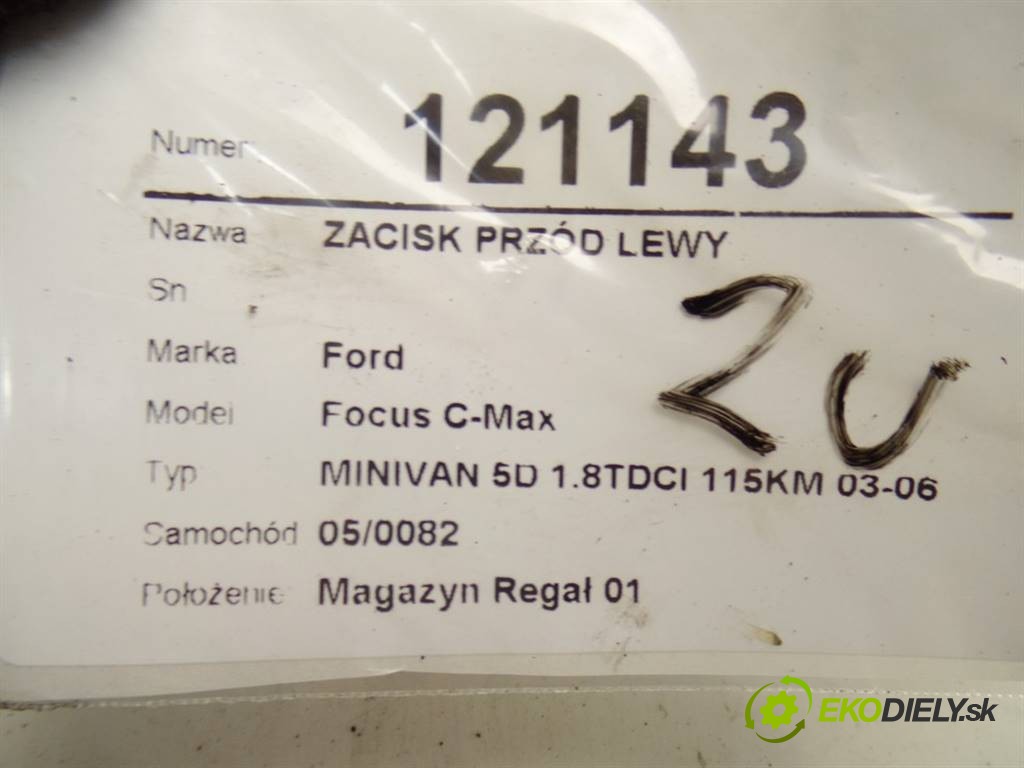 Numer 121143
Nazwa ZACISK PRZÓD LEWY
Sn
Marka Ford
Model Focus C-Max
Typ MINIVAN 5D 1.8TDCI 115KM 03-06
Samochód 05/0082
Położenie Magazyn Regał 01
2U
EKODIELY.sk